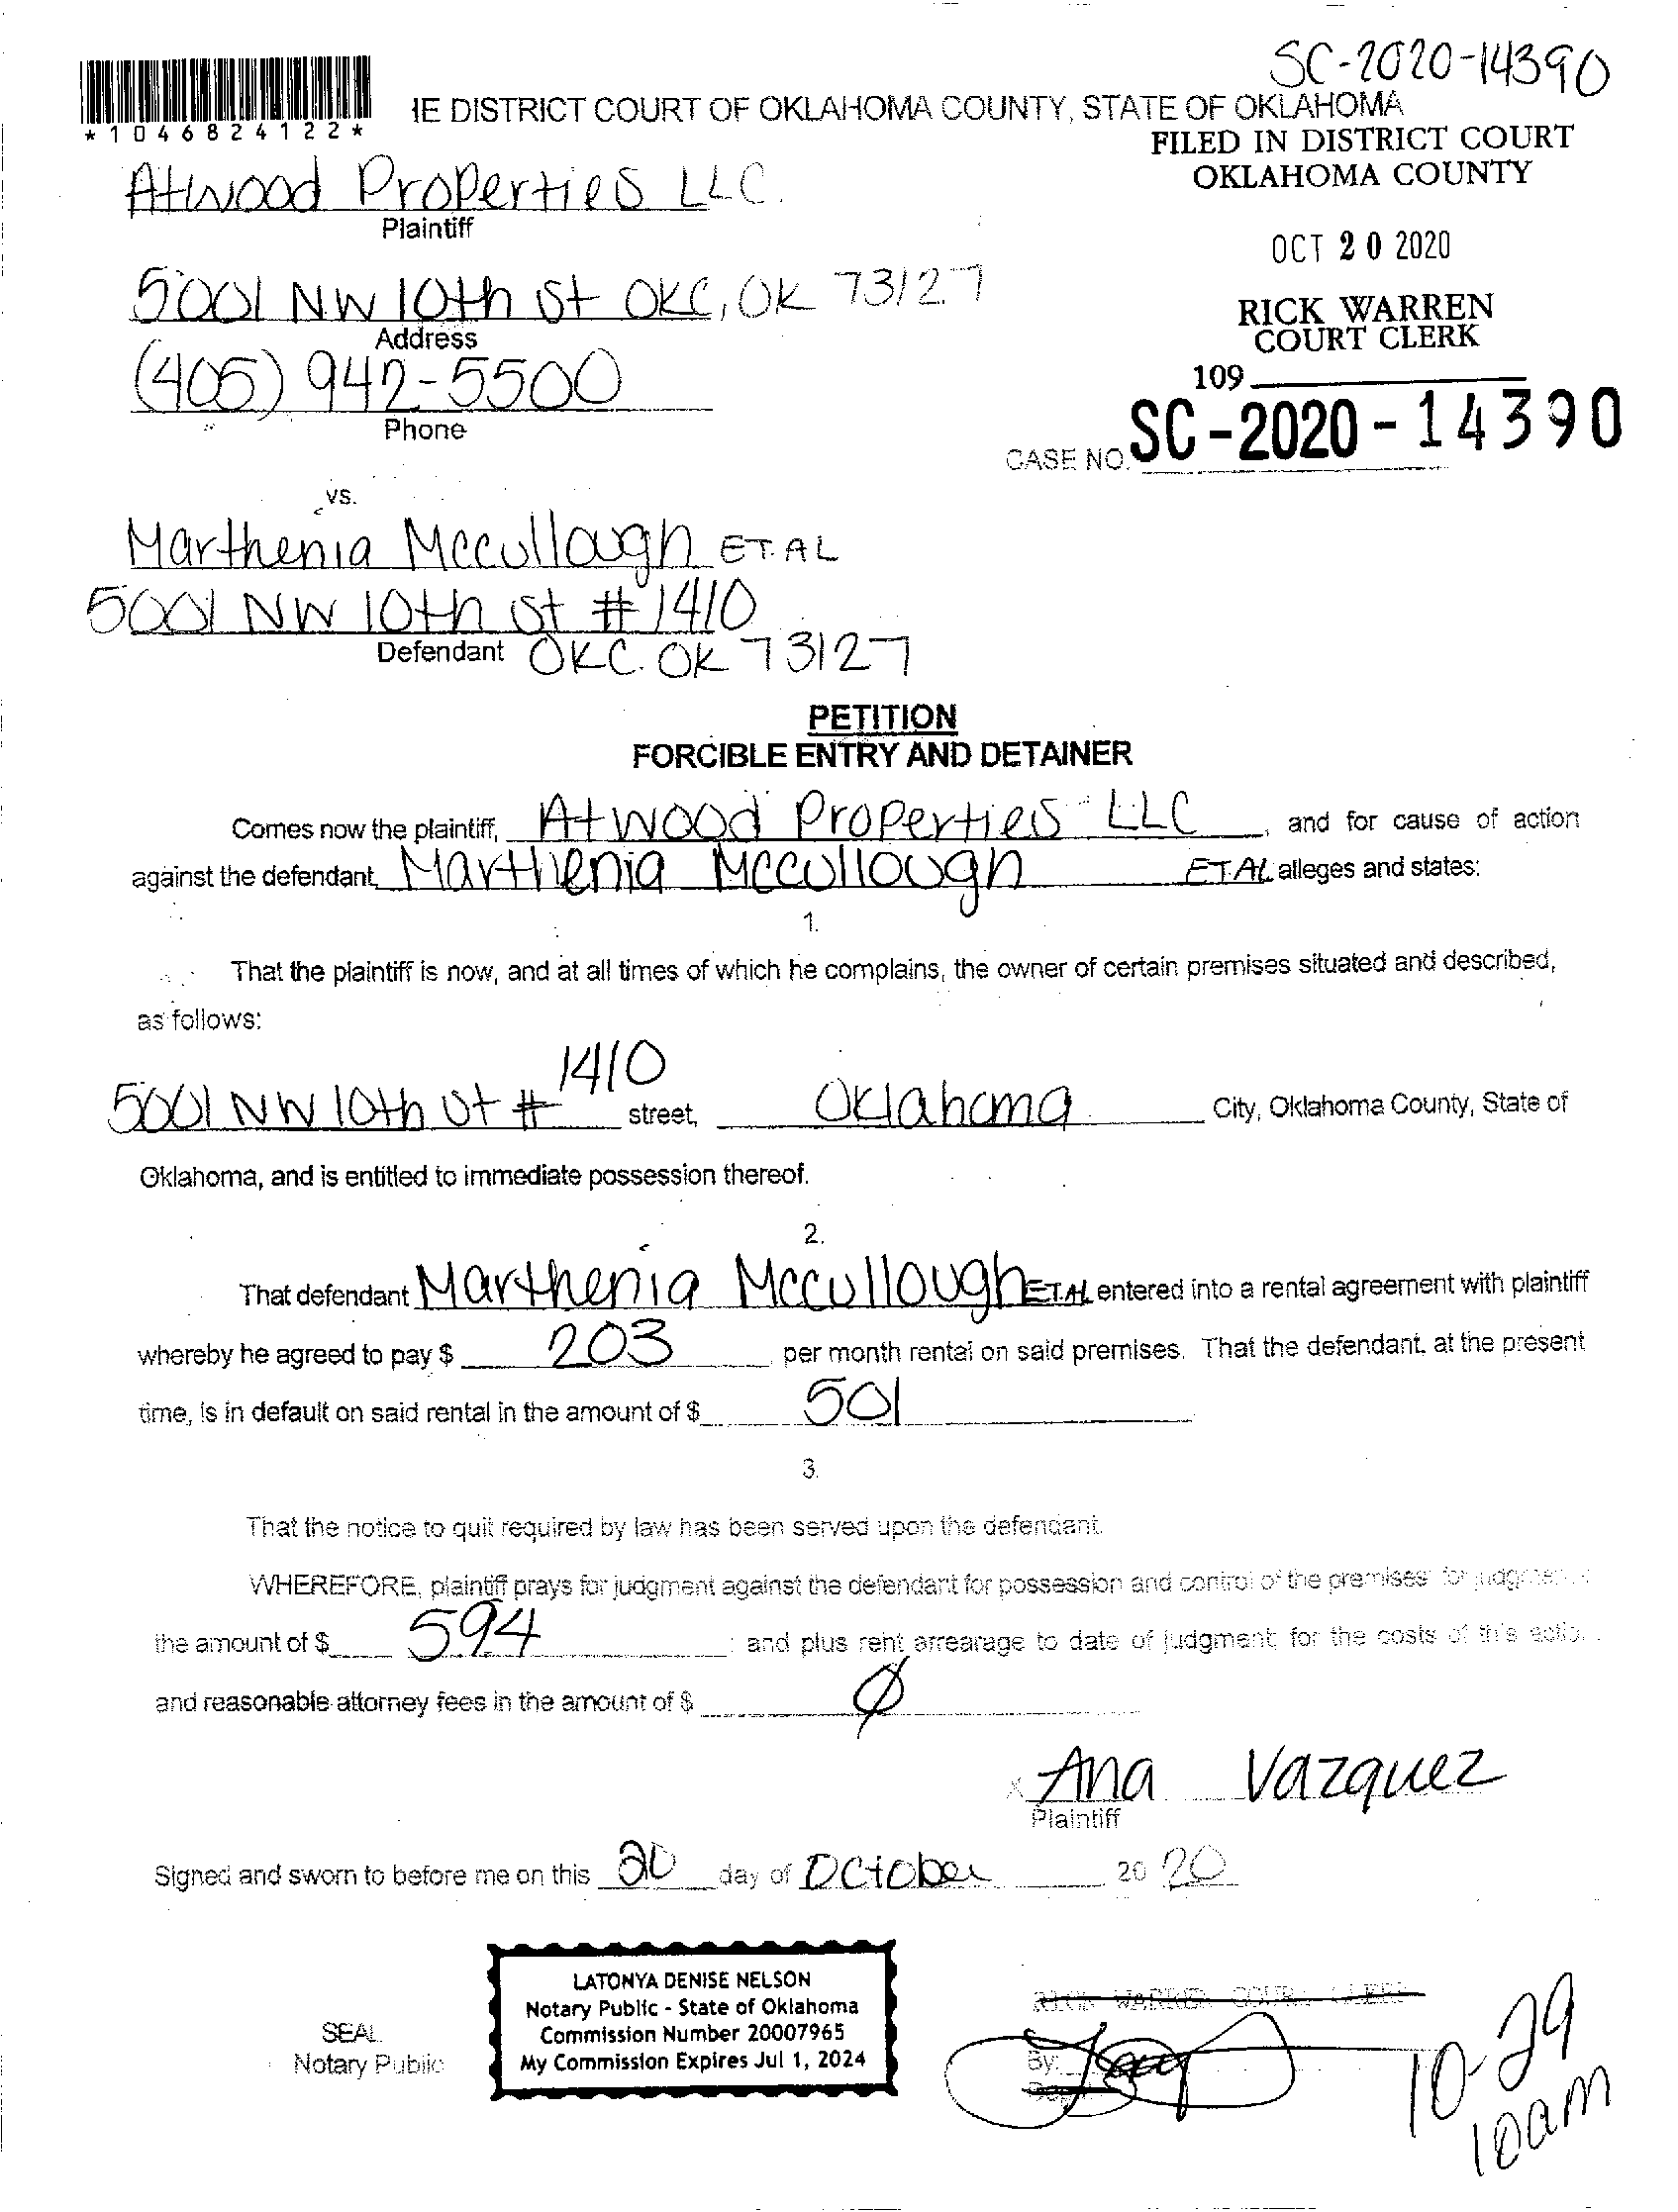 SC-2020-14390
*1046824122*
IE DISTRICT COURT OF OKLAHOMA COUNTY, STATE OF OKLAHOMA
FILED IN DISTRICT COURT
OKLAHOMA COUNTY
Atwood Properties LLC.
Plaintiff
OCT 20 2020
5001 NW 10th St OKC, OK 73127
Address
RICK WARREN
COURT CLERK
(405) 942-5500
Phone
109
CASE NO. SC-2020-14390
vs.
Marthenia Mccullough ET.AL
5001 NW 10th St # 1410
Defendant OKC. OK 73127
PETITION
FORCIBLE ENTRY AND DETAINER
Comes now the plaintiff, Atwood Properties LLC, and for cause of action
against the defendant, Marthenia Mccullough ET.AL alleges and states:
1.
That the plaintiff is now, and at all times of which he complains, the owner of certain premises situated and described,
as follows:
5001 NW 10th St # 1410 street, Oklahoma City, Oklahoma County, State of
Oklahoma, and is entitled to immediate possession thereof.
2.
That defendant Marthenia Mccullough ET.AL entered into a rental agreement with plaintiff
whereby he agreed to pay $ 203 per month rental on said premises. That the defendant, at the present
time, is in default on said rental in the amount of $ 501
3.
That the notice to quit required by law has been served upon the defendant.
WHEREFORE, plaintiff prays for judgment against the defendant for possession and control of the premises for
the amount of $ 594 ; and plus rent arrearage to date of judgment; for the costs of this
and reasonable attorney fees in the amount of $ Ø
x Ana Vazquez
Plaintiff
Signed and sworn to before me on this 20 day of October 2020
LATONYA DENISE NELSON
Notary Public - State of Oklahoma
Commission Number 20007965
My Commission Expires Jul 1, 2024
SEAL
Notary Public
RICK WARREN COURT CLERK
By:
10-29
10am